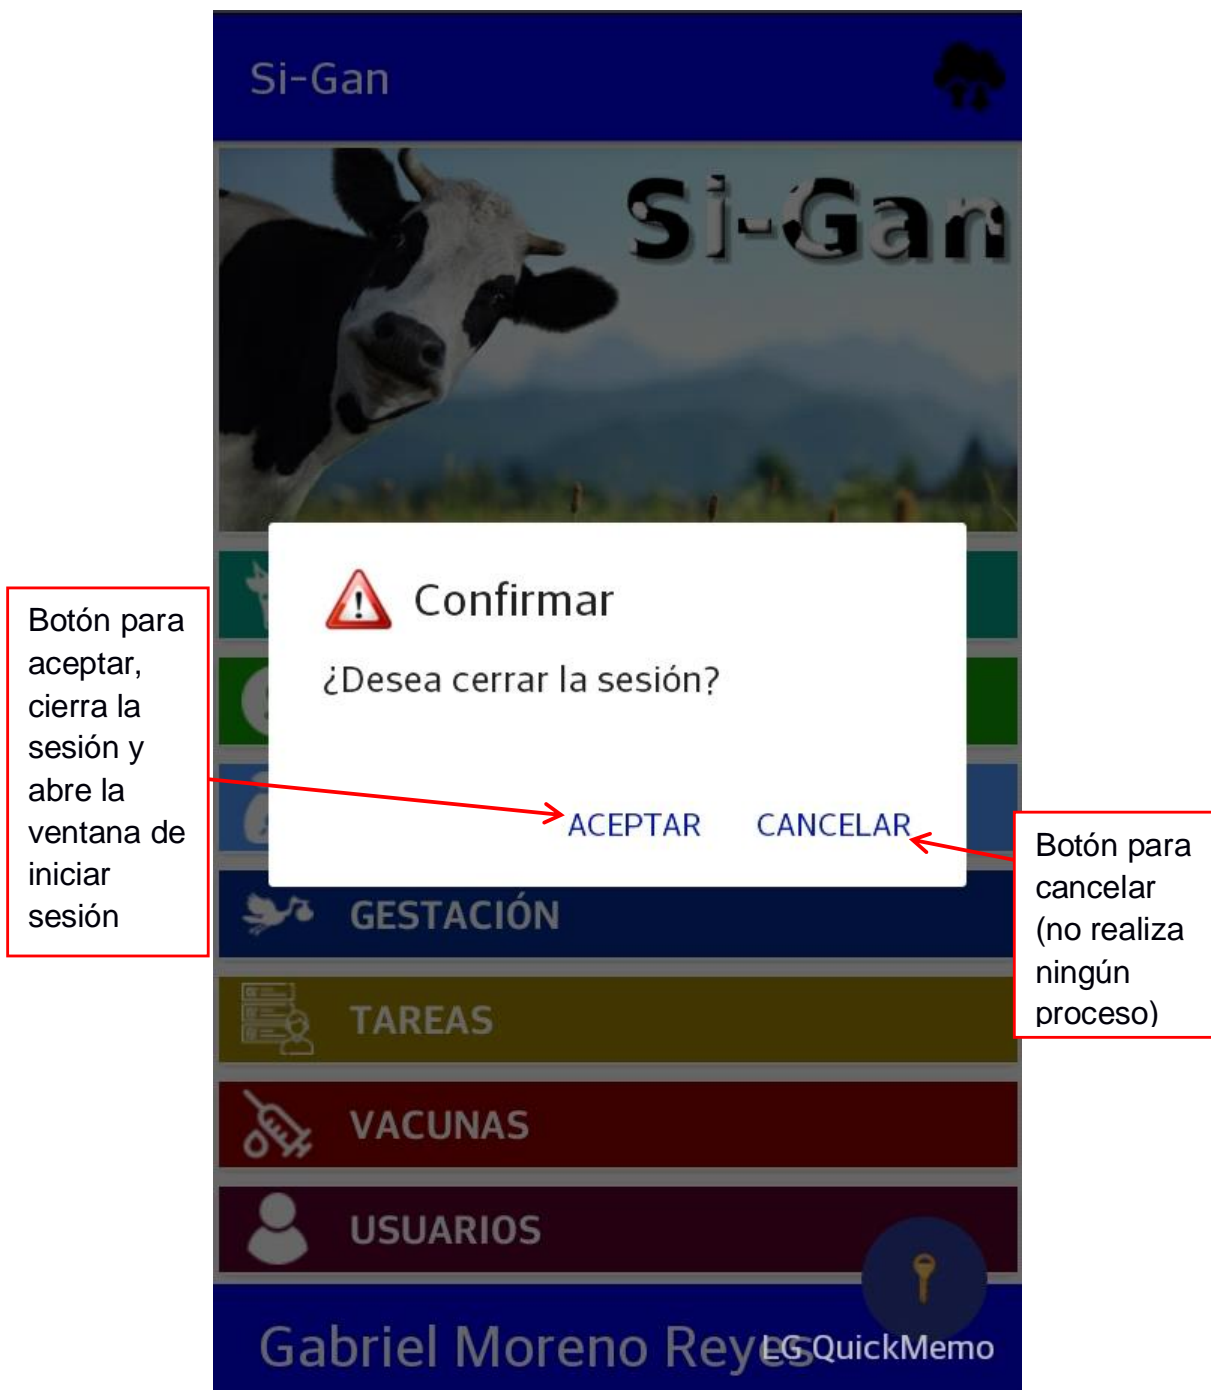 Si-Gan
Si-Gan
Confirmar
¿Desea cerrar la sesión?
ACEPTAR CANCELAR
Botón para
aceptar,
cierra la
sesión y
abre la
ventana de
iniciar
sesión
Botón para
cancelar
(no realiza
ningún
proceso)
GESTACIÓN
TAREAS
VACUNAS
USUARIOS
Gabriel Moreno Reyes
LG QuickMemo